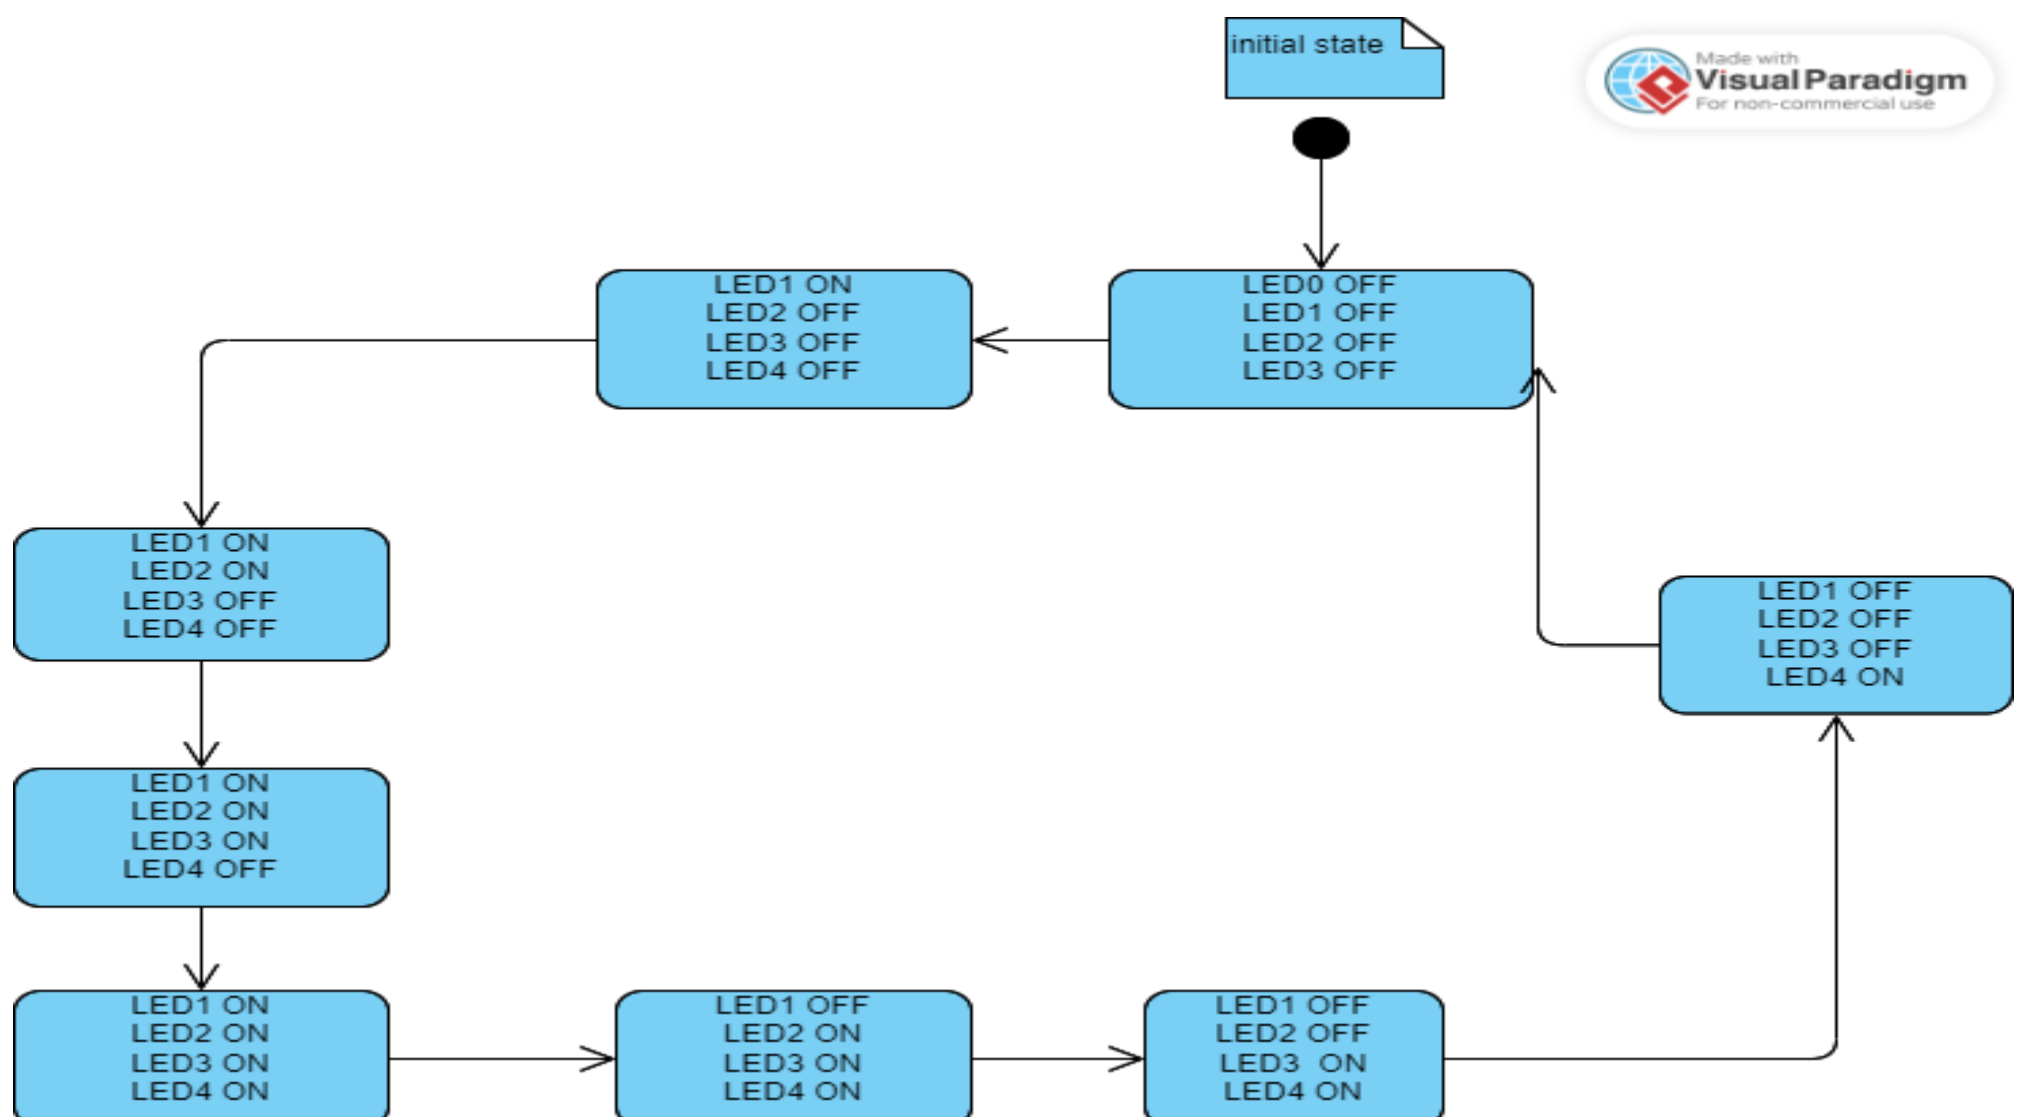 initial state
Made with
Visual Paradigm
For non-commercial use
LED1 ON
LED2 OFF
LED3 OFF
LED4 OFF
LED0 OFF
LED1 OFF
LED2 OFF
LED3 OFF
LED1 ON
LED2 ON
LED3 OFF
LED4 OFF
LED1 OFF
LED2 OFF
LED3 OFF
LED4 ON
LED1 ON
LED2 ON
LED3 ON
LED4 OFF
LED1 ON
LED2 ON
LED3 ON
LED4 ON
LED1 OFF
LED2 ON
LED3 ON
LED4 ON
LED1 OFF
LED2 OFF
LED3 ON
LED4 ON